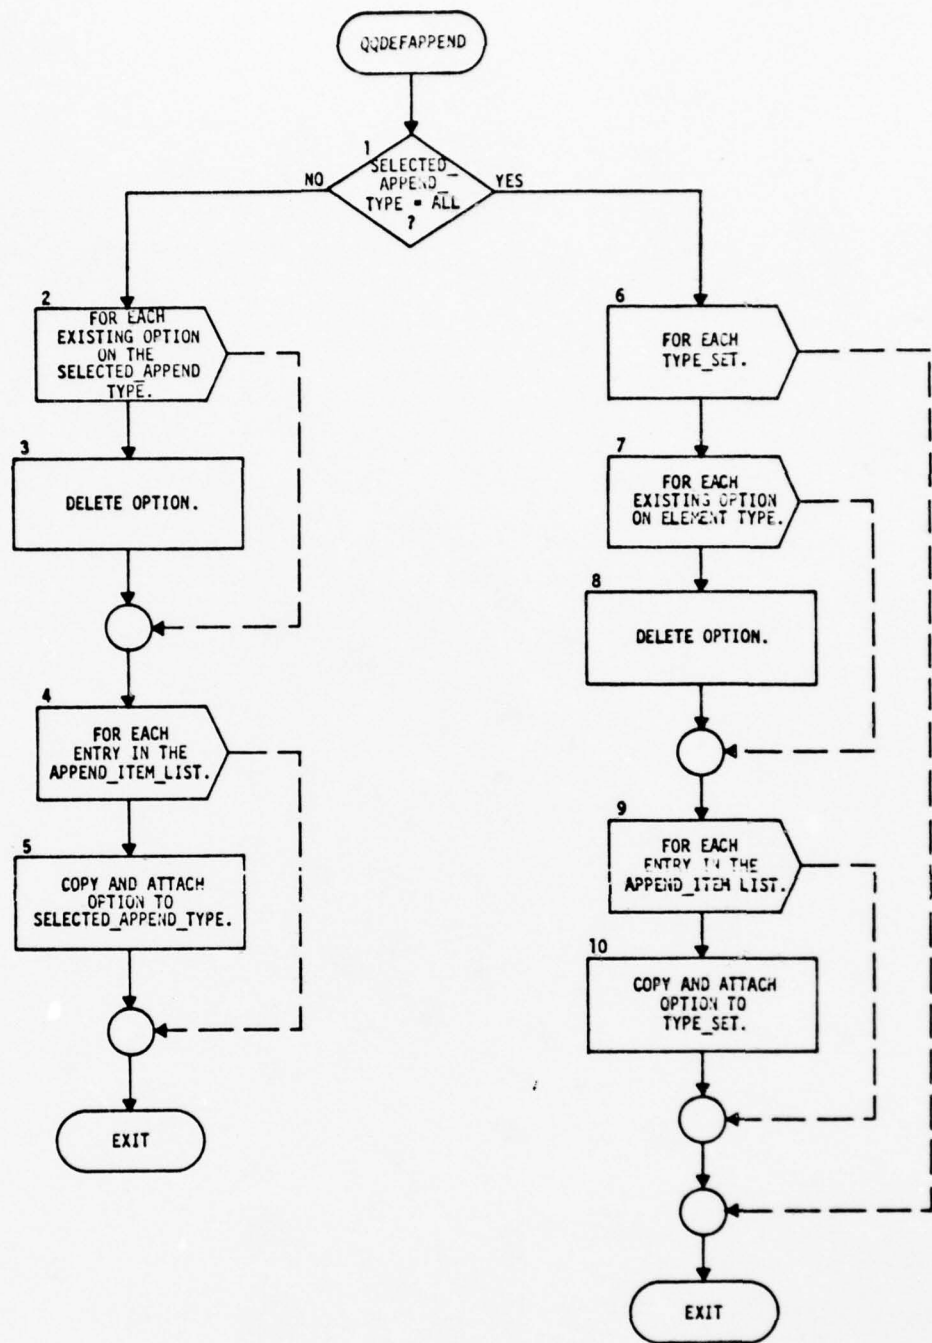 QQDEFAPPEND
1
SELECTED_
APPEND_
TYPE = ALL
?
NO
YES
2
FOR EACH
EXISTING OPTION
ON THE
SELECTED_APPEND
TYPE.
3
DELETE OPTION.
4
FOR EACH
ENTRY IN THE
APPEND_ITEM_LIST.
5
COPY AND ATTACH
OPTION TO
SELECTED_APPEND_TYPE.
EXIT
6
FOR EACH
TYPE_SET.
7
FOR EACH
EXISTING OPTION
ON ELEMENT TYPE.
8
DELETE OPTION.
9
FOR EACH
ENTRY IN THE
APPEND_ITEM LIST.
10
COPY AND ATTACH
OPTION TO
TYPE_SET.
EXIT